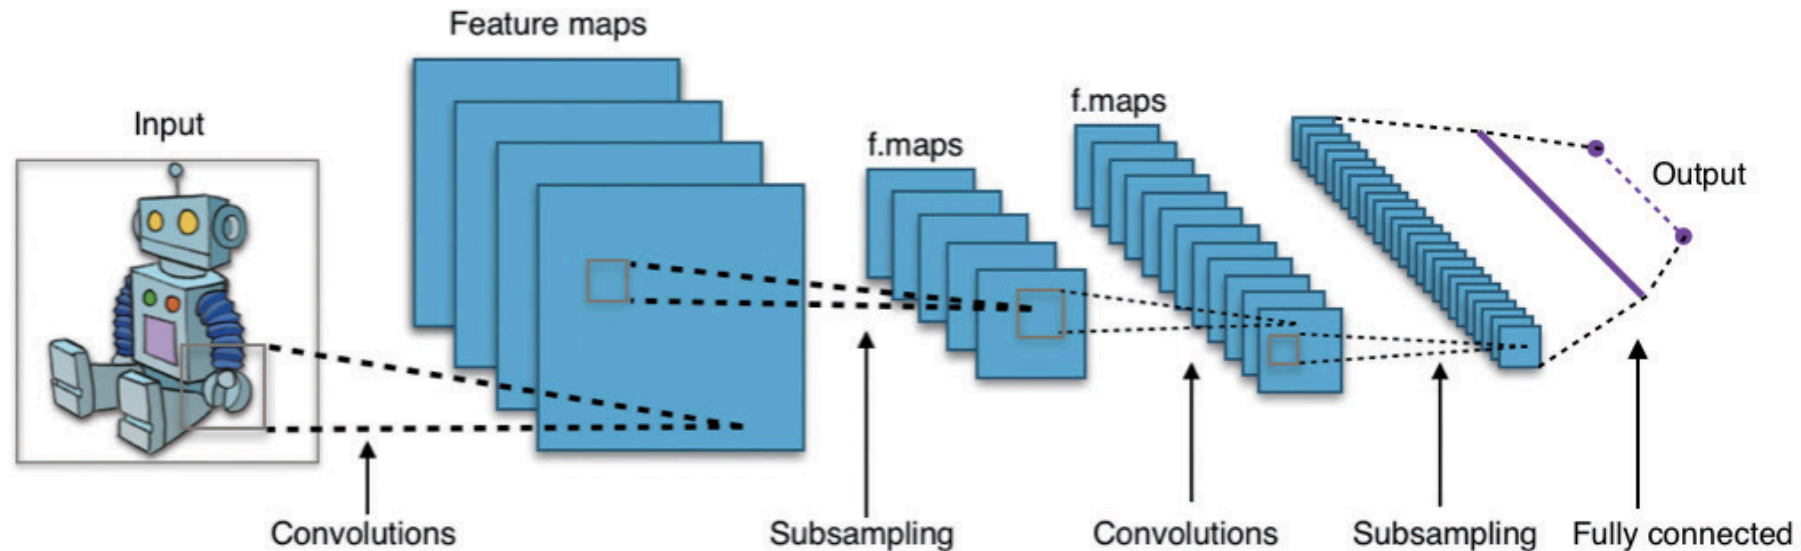 Feature maps
f.maps
Input
f.maps
Output
Convolutions
Subsampling
Convolutions
Subsampling
Fully connected